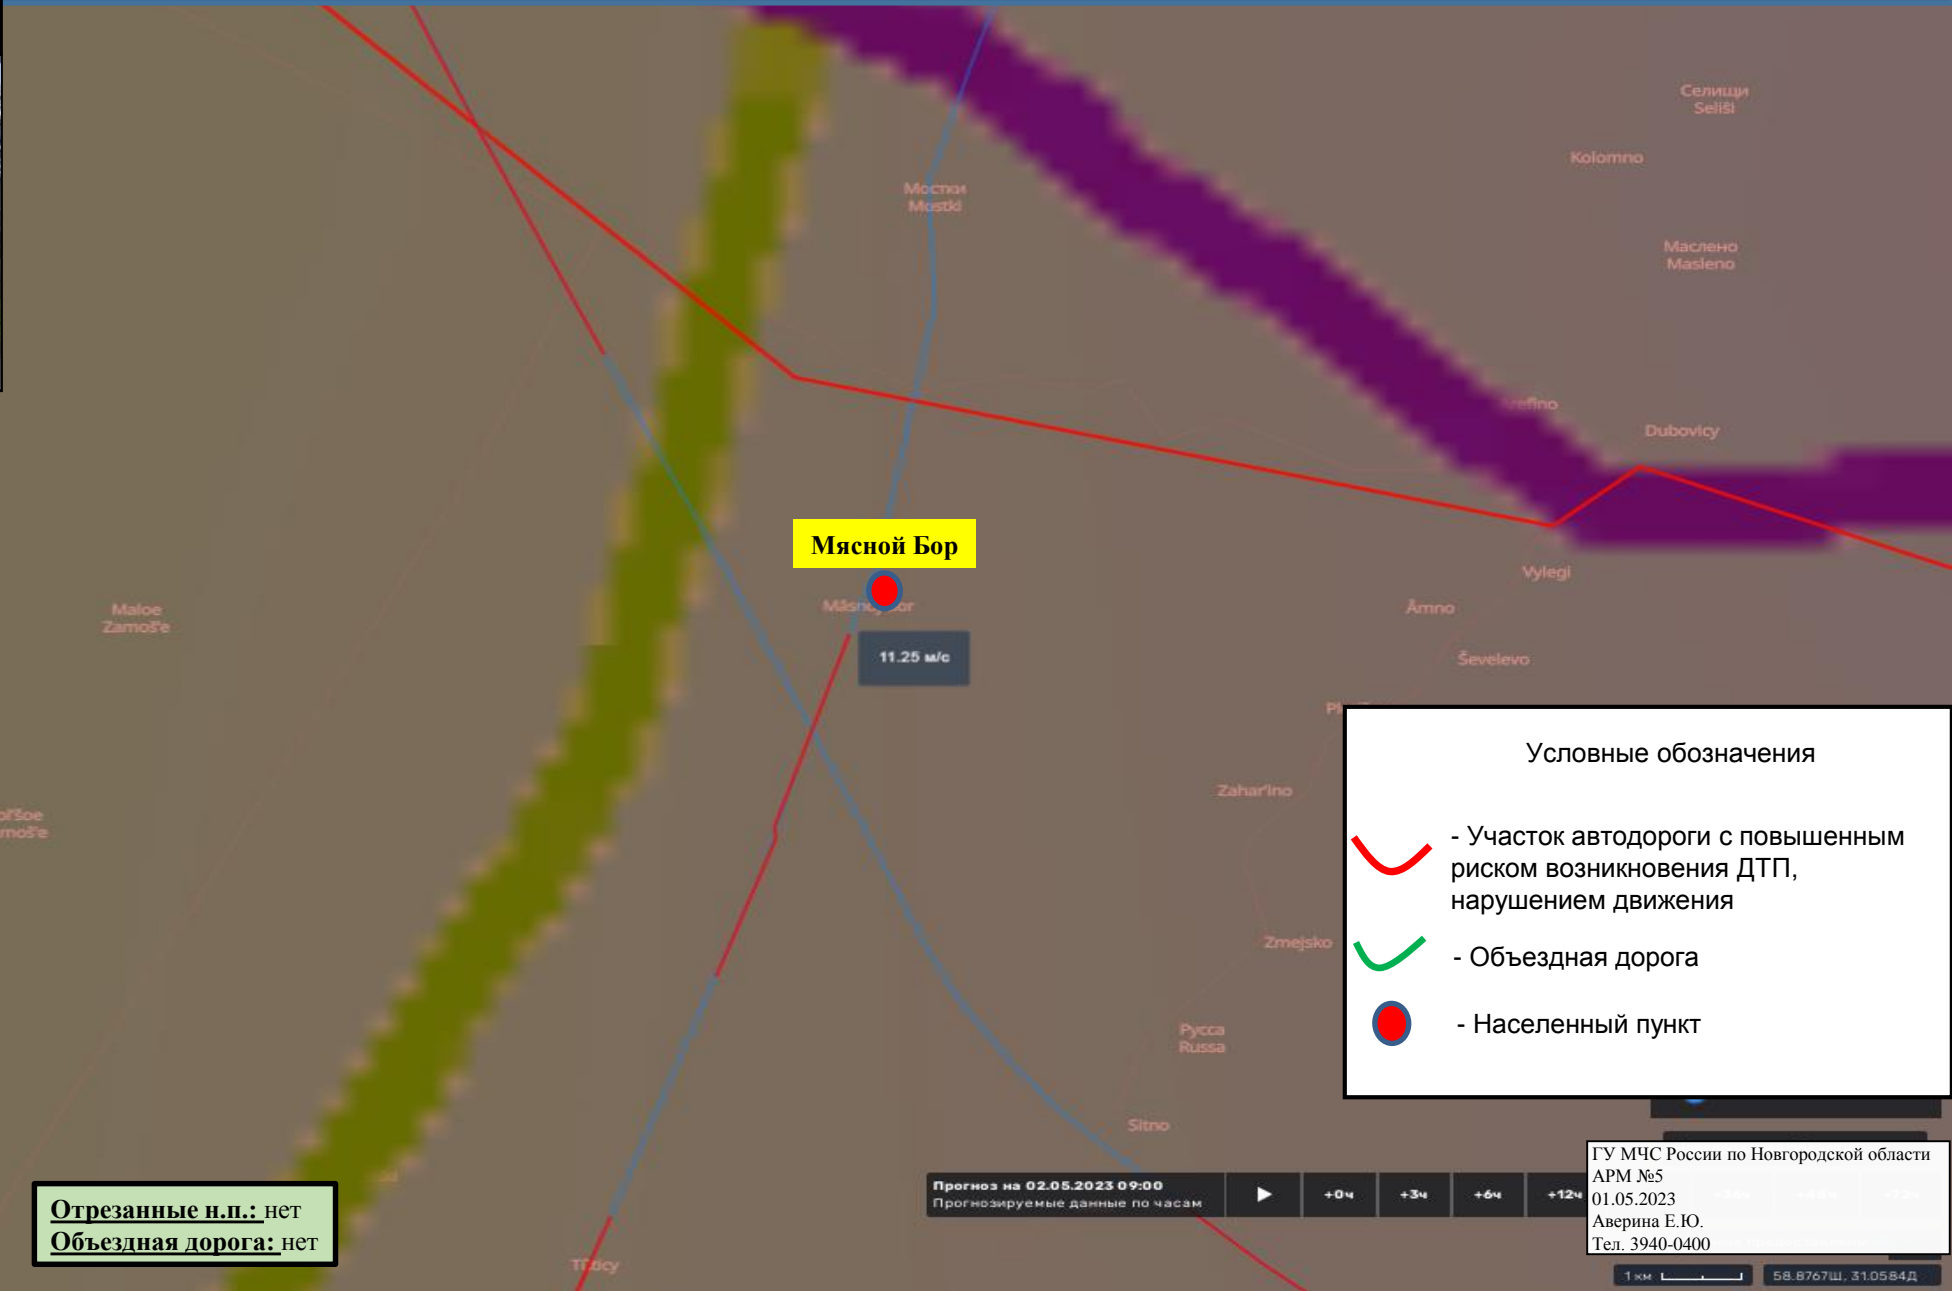 Селищи
Selišl
Kolomno
Мостки
Mostki
Маслено
Masleno
Dubovicy
Мясной Бор
Vylegi
Åmno
Maloe
Zamoš'e
11.25 м/с
Ševelevo
Условные обозначения
Zahar'ino
- Участок автодороги с повышенным
риском возникновения ДТП,
нарушением движения
Zmejsko
- Объездная дорога
- Населенный пункт
Русса
Russa
Sitno
Отрезанные н.п.: нет
Объездная дорога: нет
Прогноз на 02.05.2023 09:00
Прогнозируемые данные по часам
+0ч +3ч +6ч +12ч
ГУ МЧС России по Новгородской области
АРМ №5
01.05.2023
Аверина Е.Ю.
Тел. 3940-0400
1 км
58.8767Ш, 31.0584Д